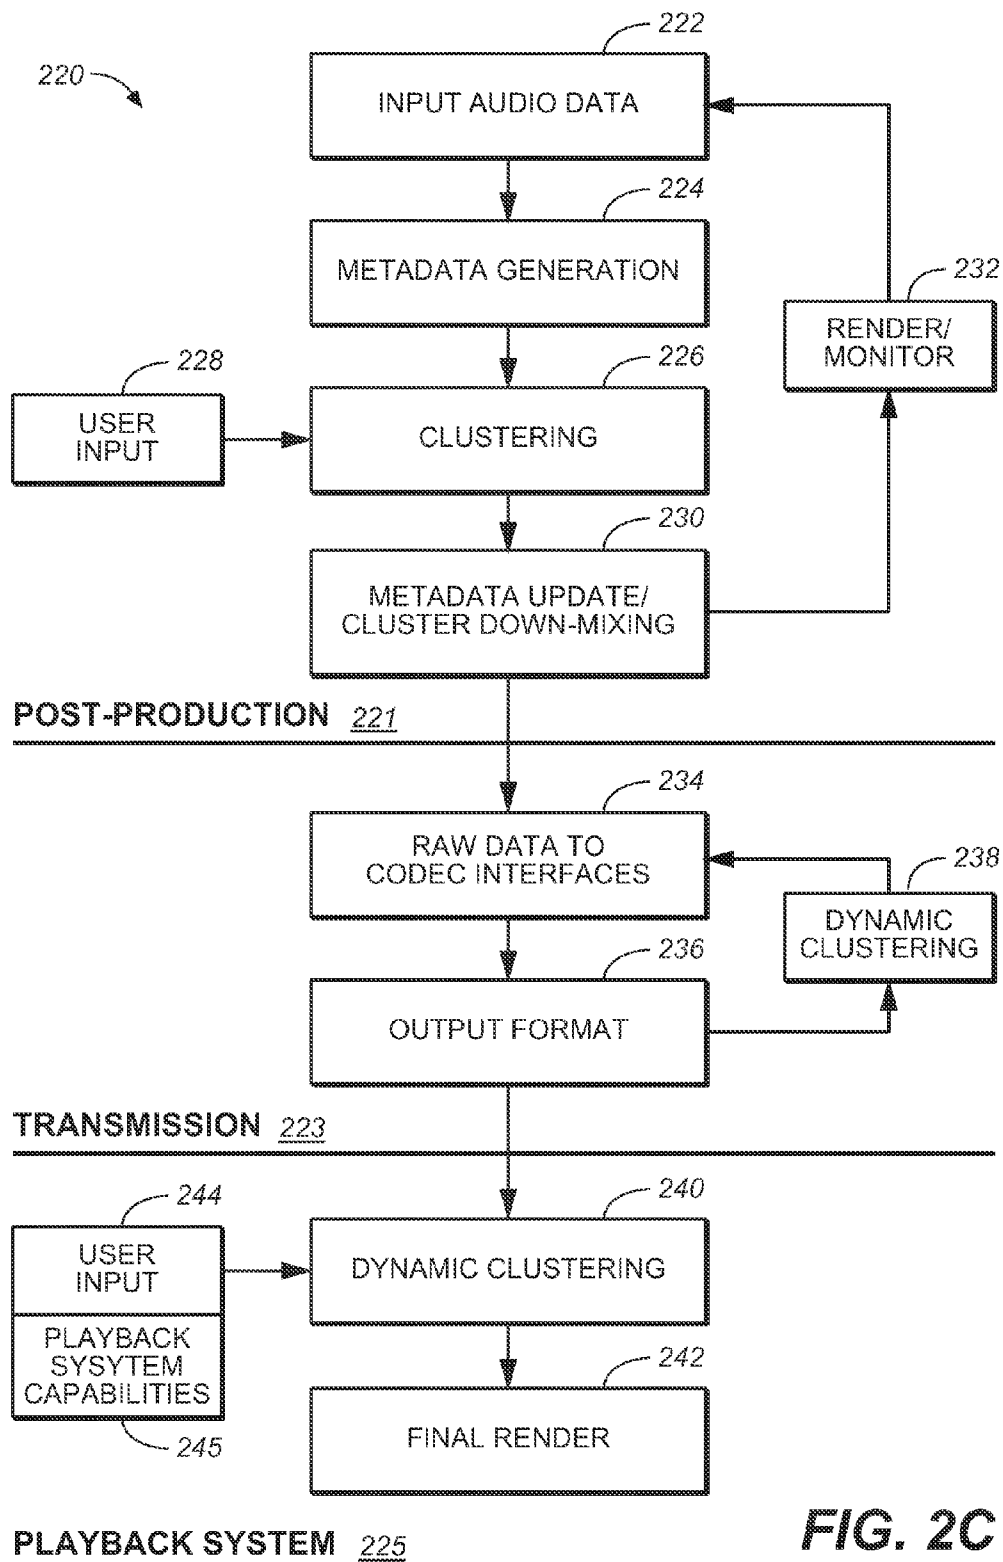 222
220
INPUT AUDIO DATA
224
METADATA GENERATION
232
RENDER/
MONITOR
226
228
USER
INPUT
CLUSTERING
230
METADATA UPDATE/
CLUSTER DOWN-MIXING
POST-PRODUCTION 221
234
RAW DATA TO
CODEC INTERFACES
238
DYNAMIC
CLUSTERING
236
OUTPUT FORMAT
TRANSMISSION 223
240
244
USER
INPUT
DYNAMIC CLUSTERING
PLAYBACK
SYSYTEM
CAPABILITIES
245
242
FINAL RENDER
FIG. 2C
PLAYBACK SYSTEM 225